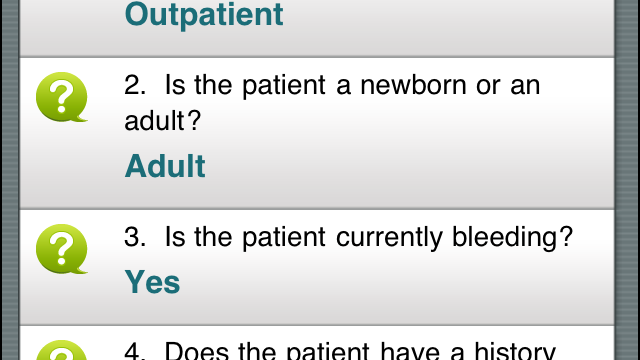 Outpatient
2. Is the patient a newborn or an
adult?
Adult
3. Is the patient currently bleeding?
Yes
4. Does the patient have a history